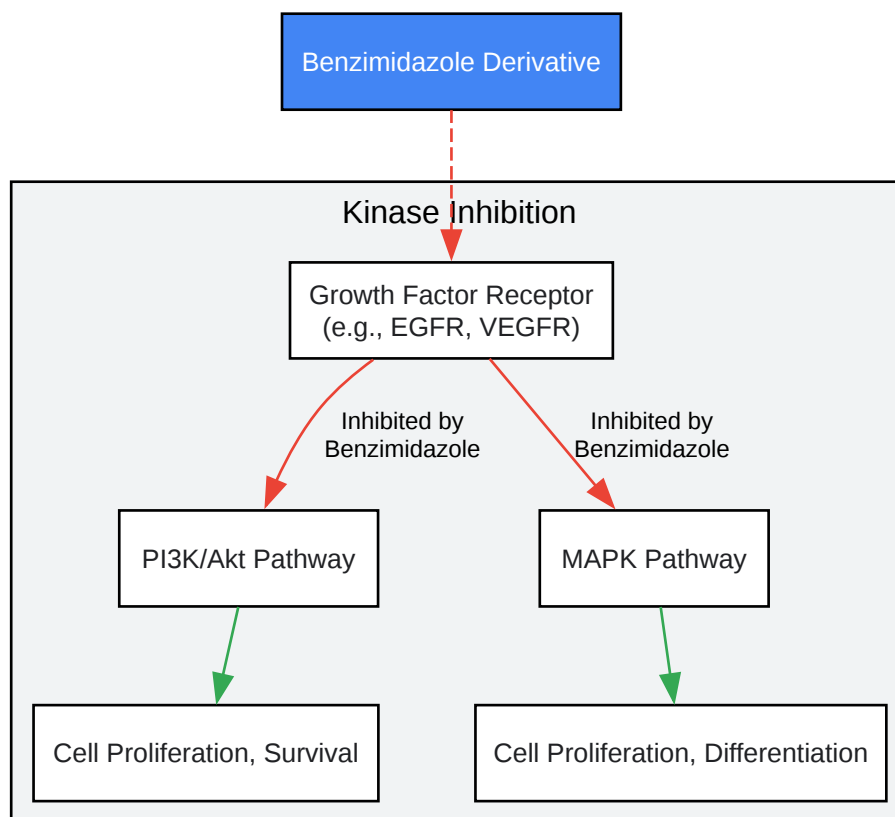 Benzimidazole Derivative
Kinase Inhibition
Growth Factor Receptor
(e.g., EGFR, VEGFR)
Inhibited by
Benzimidazole
Inhibited by
Benzimidazole
PI3K/Akt Pathway
MAPK Pathway
Cell Proliferation, Survival
Cell Proliferation, Differentiation